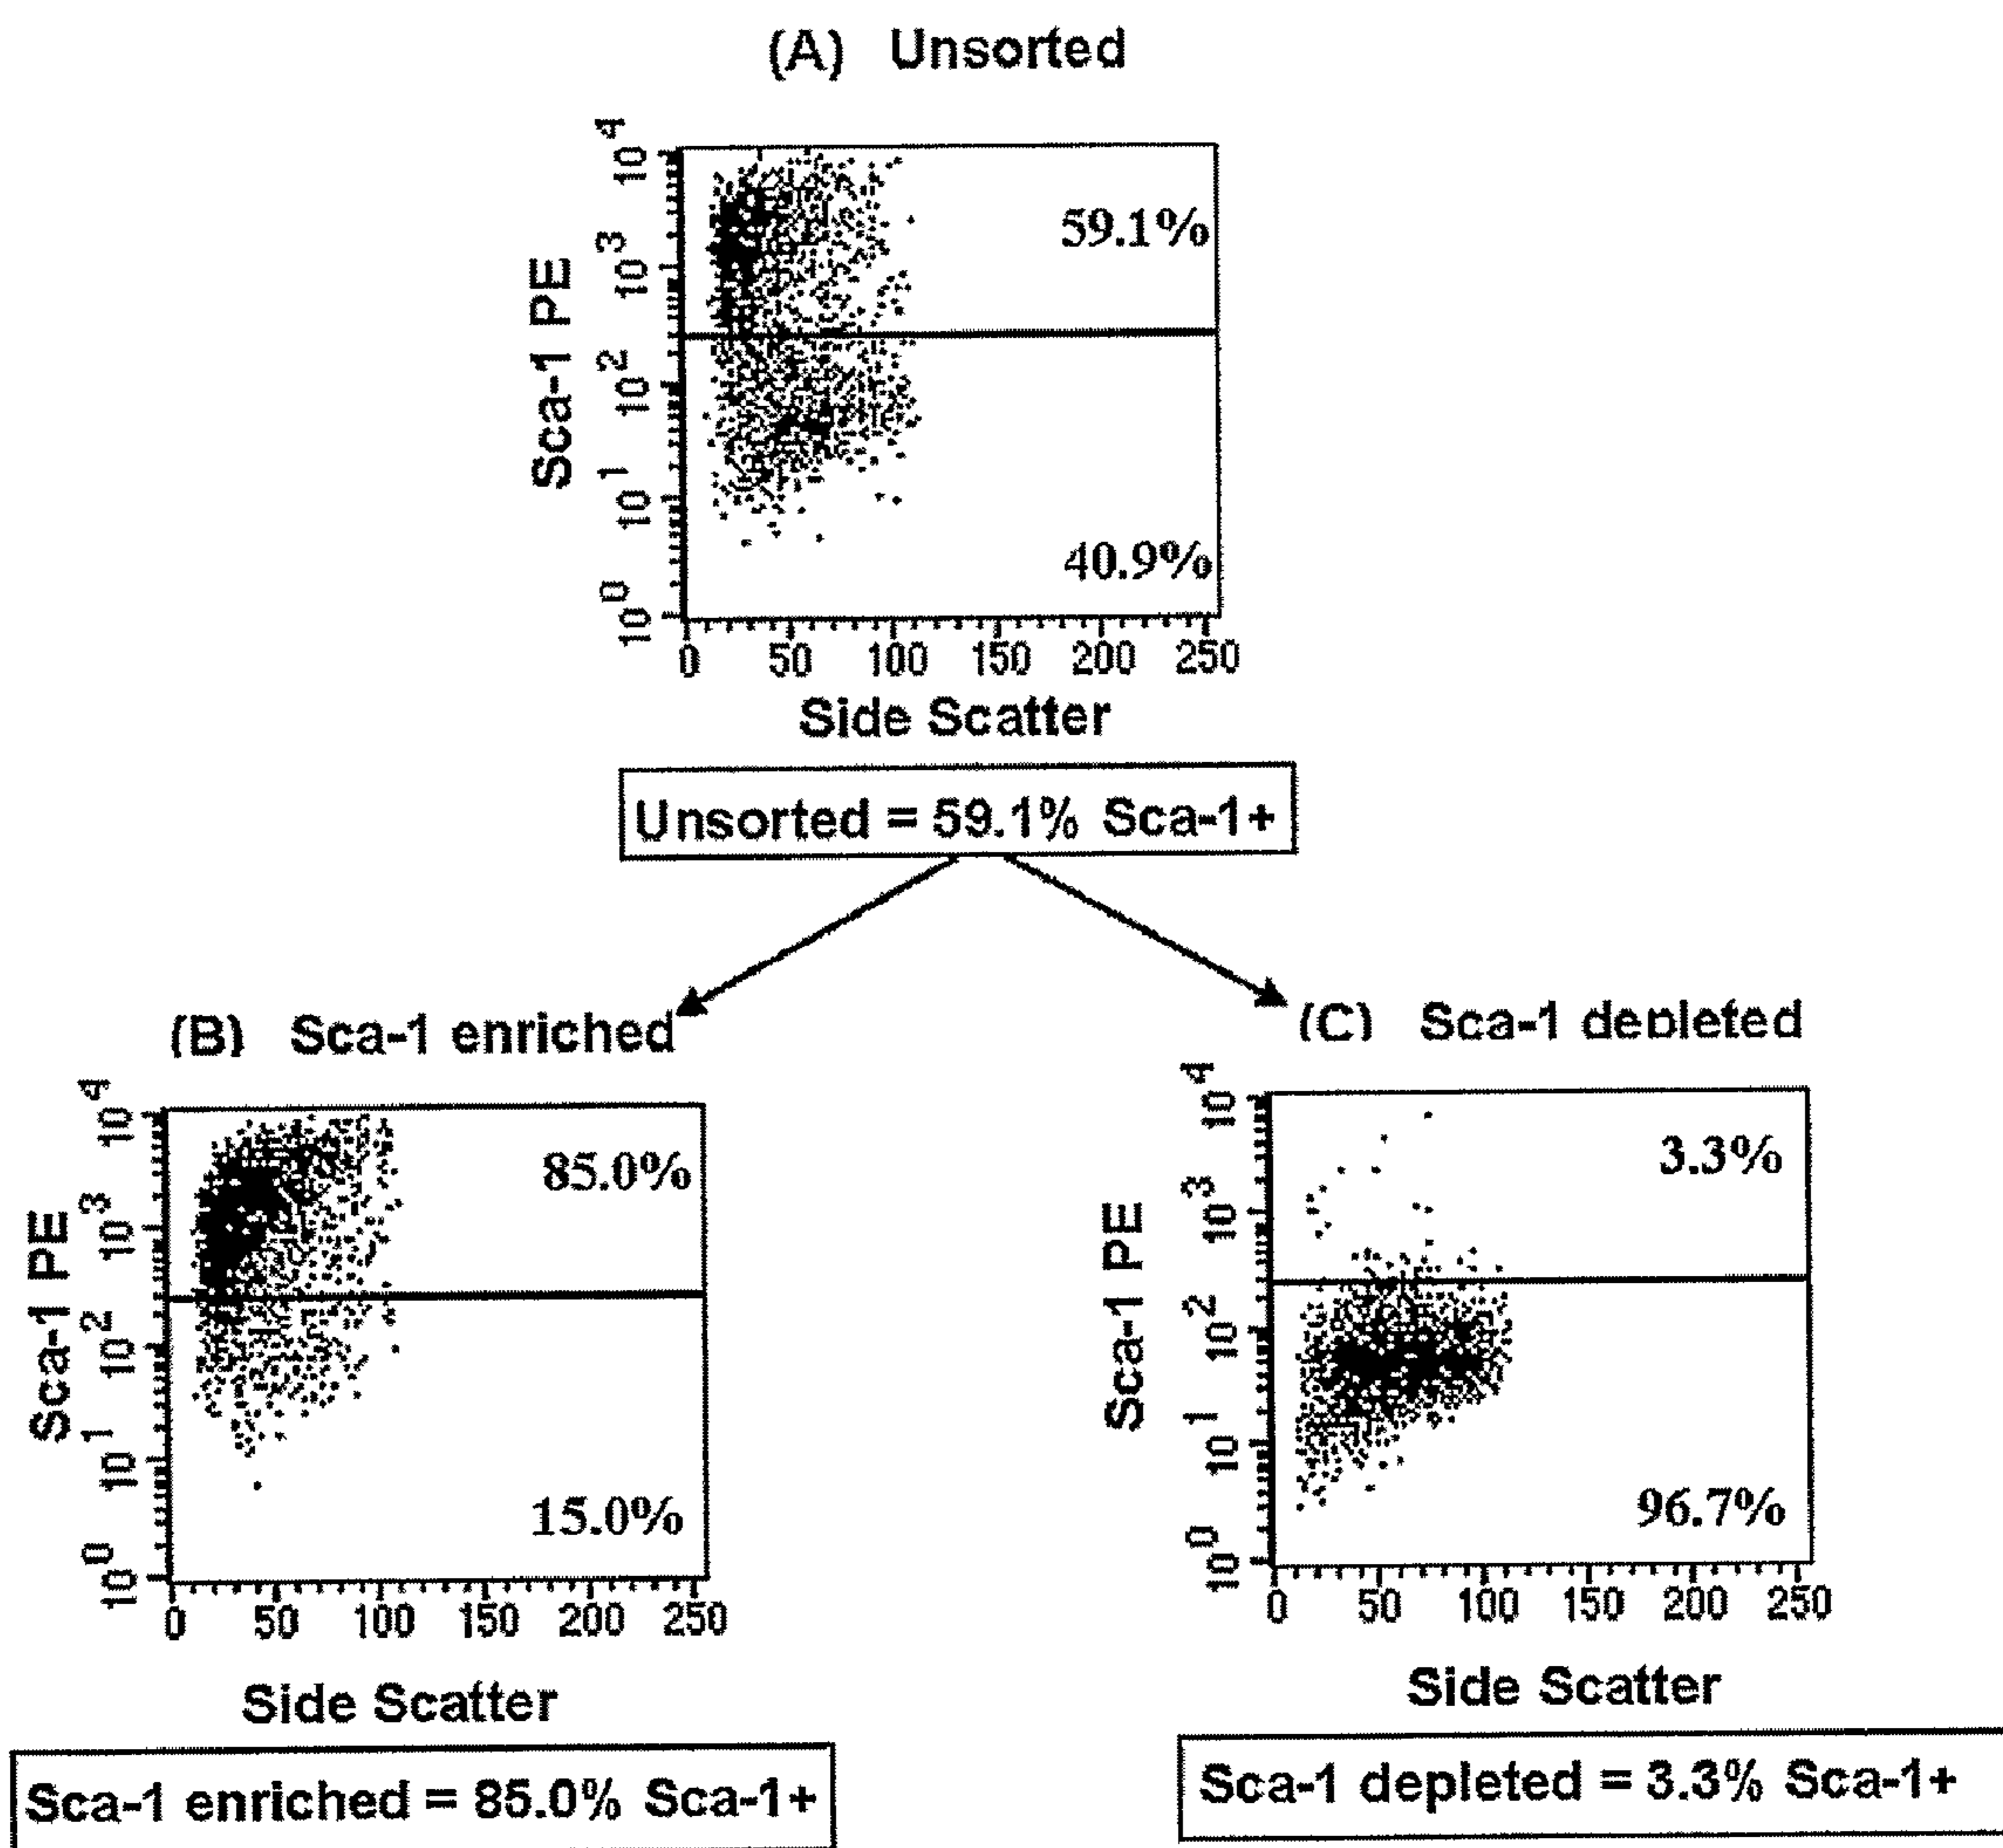 (A) Unsorted
Sca-1 PE
10^4
10^3
10^2
10^1
10^0
59.1%
40.9%
0 50 100 150 200 250
Side Scatter
Unsorted = 59.1% Sca-1+
(B) Sca-1 enriched
Sca-1 PE
10^4
10^3
10^2
10^1
10^0
85.0%
15.0%
0 50 100 150 200 250
Side Scatter
Sca-1 enriched = 85.0% Sca-1+
(C) Sca-1 depleted
Sca-1 PE
10^4
10^3
10^2
10^1
10^0
3.3%
96.7%
0 50 100 150 200 250
Side Scatter
Sca-1 depleted = 3.3% Sca-1+